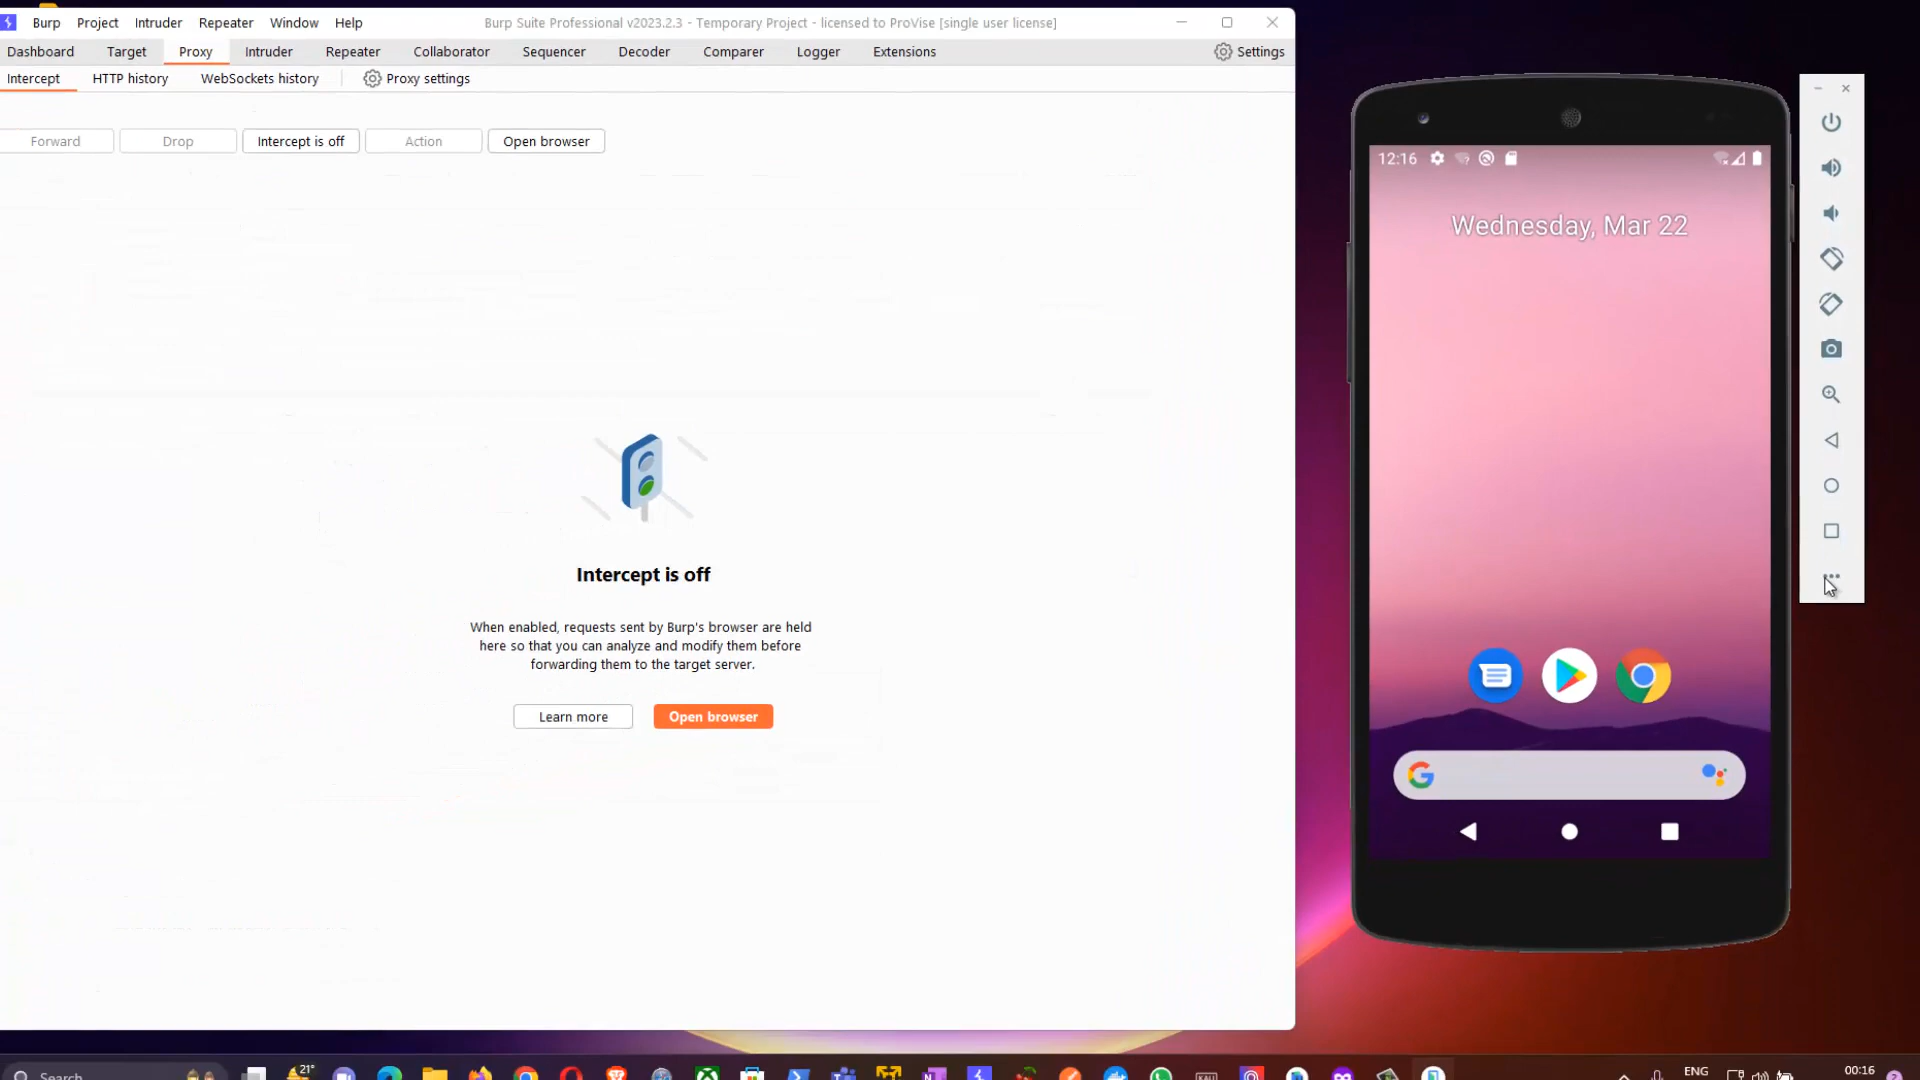 Burp Project Intruder Repeater Window Help Burp Suite Professional v2023.2.3 - Temporary Project - licensed to ProVise [single user license]
Dashboard Target Proxy Intruder Repeater Collaborator Sequencer Decoder Comparer Logger Extensions Settings
Intercept HTTP history WebSockets history Proxy settings
Forward Drop Intercept is off Action Open browser
Intercept is off
When enabled, requests sent by Burp's browser are held
here so that you can analyze and modify them before
forwarding them to the target server.
Learn more Open browser
12:16
Wednesday, Mar 22
Search 21° ENG 00:16